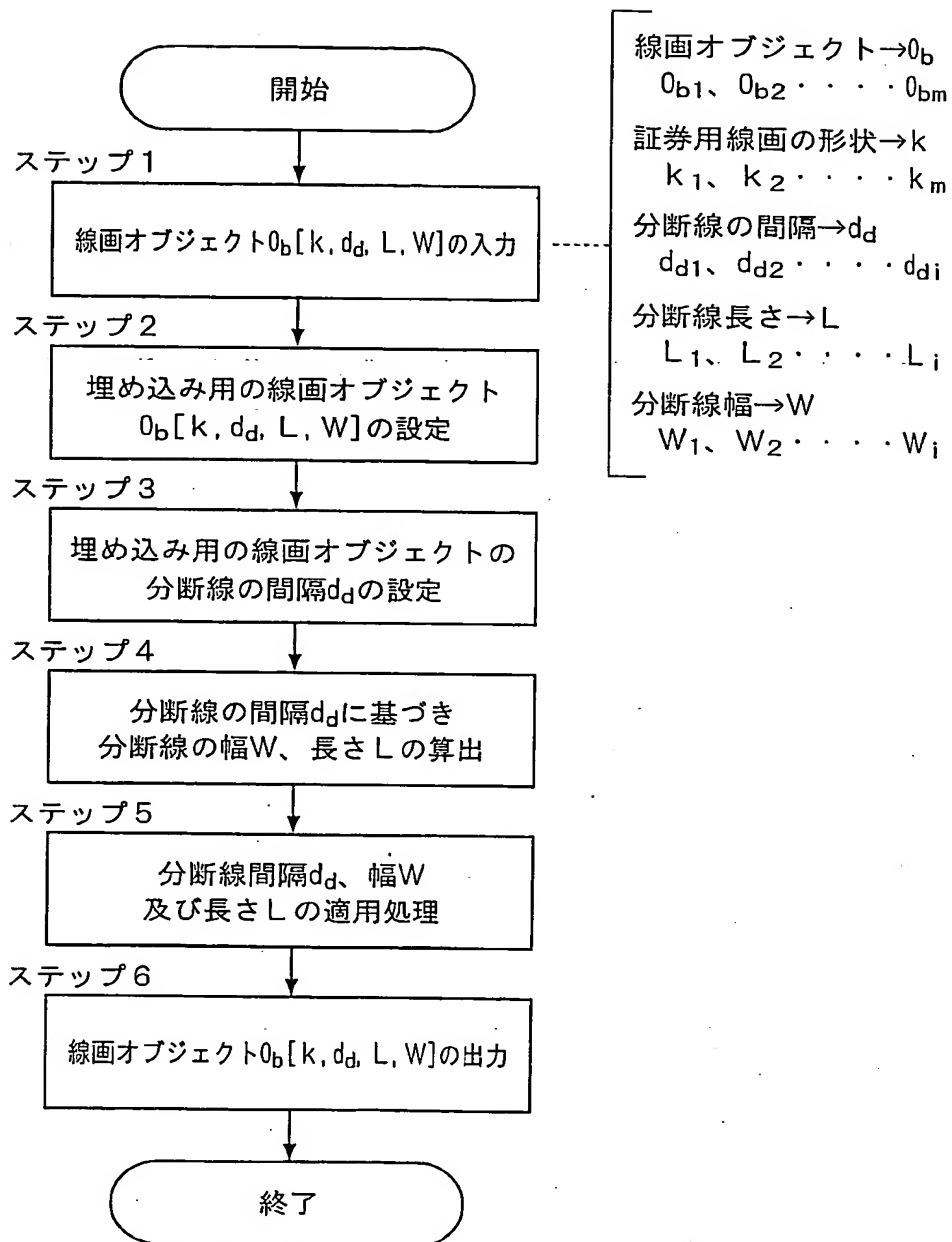 開始
ステップ1
線画オブジェクトOb[k, dd, L, W]の入力
ステップ2
埋め込み用の線画オブジェクト
Ob[k, dd, L, W]の設定
ステップ3
埋め込み用の線画オブジェクトの
分断線の間隔ddの設定
ステップ4
分断線の間隔ddに基づき
分断線の幅W、長さLの算出
ステップ5
分断線間隔dd、幅W
及び長さLの適用処理
ステップ6
線画オブジェクトOb[k, dd, L, W]の出力
終了
線画オブジェクト→Ob
Ob1、Ob2・・・・Obm
証券用線画の形状→k
k1、k2・・・・km
分断線の間隔→dd
dd1、dd2・・・・ddi
分断線長さ→L
L1、L2・・・・Li
分断線幅→W
W1、W2・・・・Wi